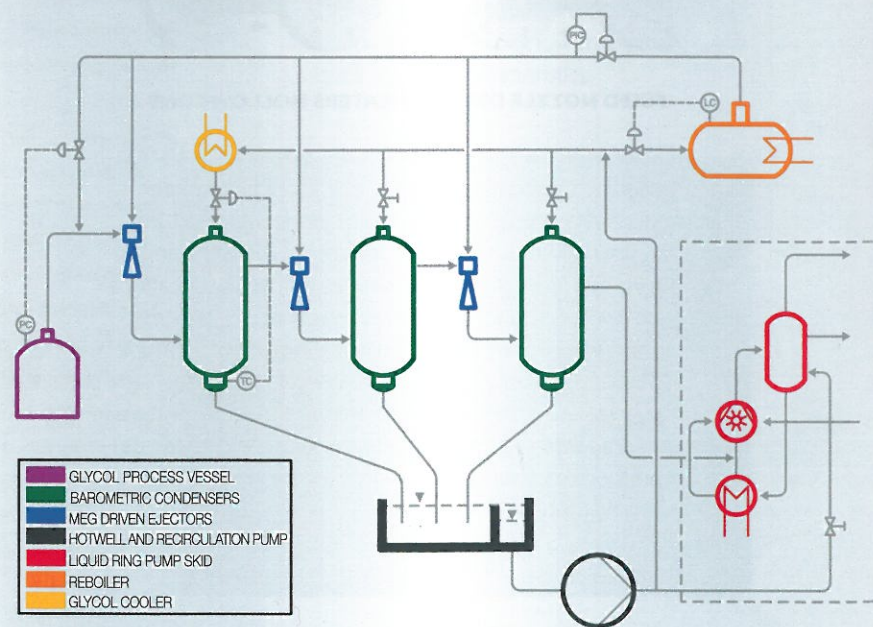 PIC
LC
PC
TC
GLYCOL PROCESS VESSEL
BAROMETRIC CONDENSERS
MEG DRIVEN EJECTORS
HOTWELL AND RECIRCULATION PUMP
LIQUID RING PUMP SKID
REBOILER
GLYCOL COOLER